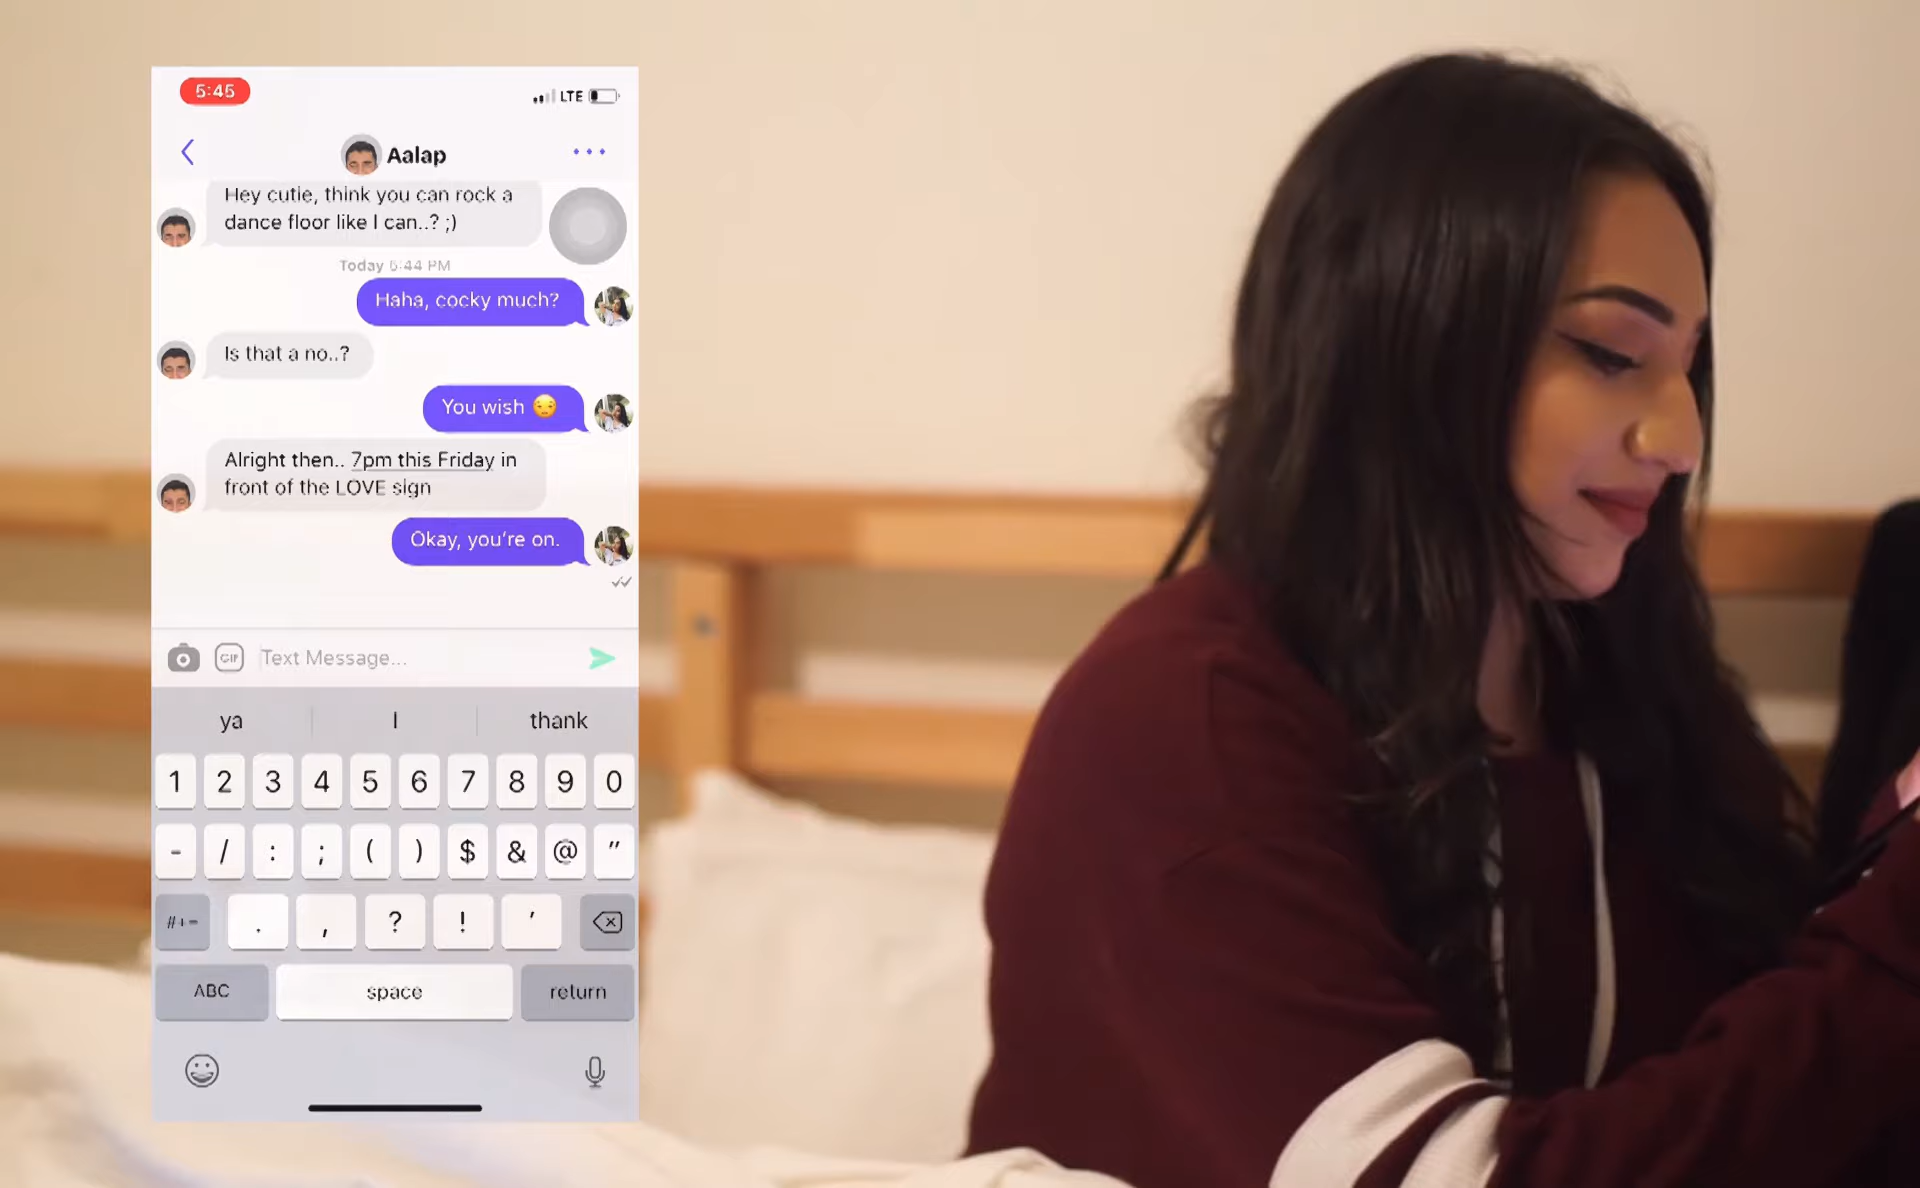 5:45
LTE
Aalap
Hey cutie, think you can rock a
dance floor like I can..? ;)
Today 5:44 PM
Haha, cocky much?
Is that a no..?
You wish 😏
Alright then.. 7pm this Friday in
front of the LOVE sign
Okay, you're on.
GIF
Text Message...
ya I thank
1 2 3 4 5 6 7 8 9 0
- / : ; ( ) $ & @ "
#+= . , ? ! '
ABC space return